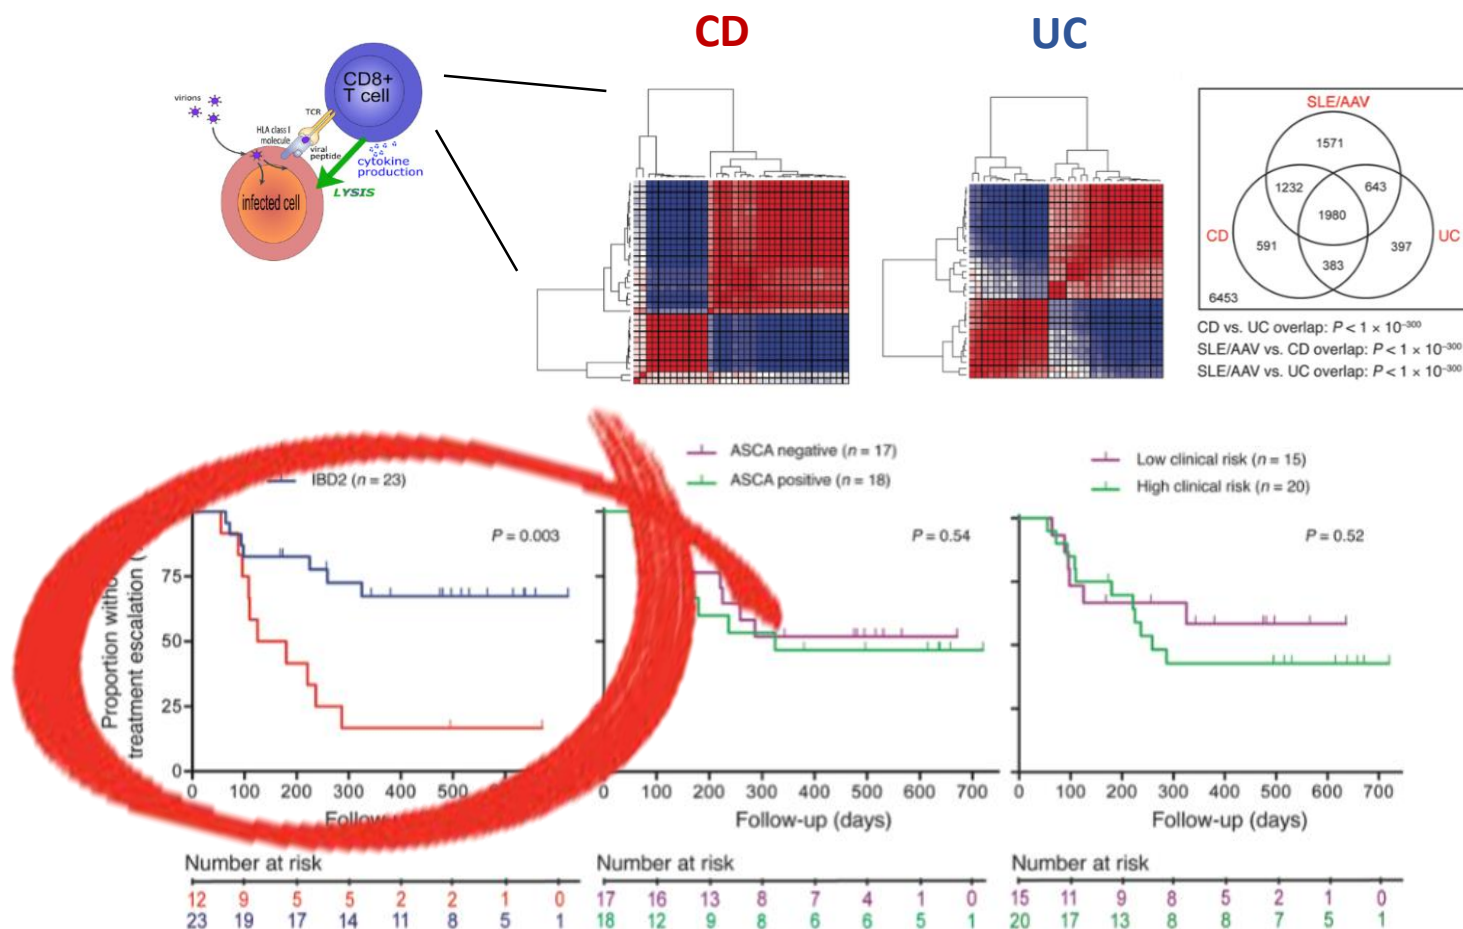 CD
UC
virions
CD8+
T cell
TCR
HLA class I
molecule
viral
peptide
cytokine
production
LYSIS
infected cell
SLE/AAV
1571
1232
643
1980
CD
UC
591
397
383
6453
CD vs. UC overlap: P < 1 × 10⁻³⁰⁰
SLE/AAV vs. CD overlap: P < 1 × 10⁻³⁰⁰
SLE/AAV vs. UC overlap: P < 1 × 10⁻³⁰⁰
IBD2 (n = 23)
P = 0.003
Proportion
treatment escalation (
75
50
25
0
0 100 200 300 400 500
Number at risk
12 9 5 5 2 2 1 0
23 19 17 14 11 8 5 1
ASCA negative (n = 17)
ASCA positive (n = 18)
P = 0.54
0 100 200 300 400 500 600 700
Follow-up (days)
Number at risk
17 16 13 8 7 4 1 0
18 12 9 8 6 6 5 1
Low clinical risk (n = 15)
High clinical risk (n = 20)
P = 0.52
0 100 200 300 400 500 600 700
Follow-up (days)
Number at risk
15 11 9 8 5 2 1 0
20 17 13 8 8 7 5 1